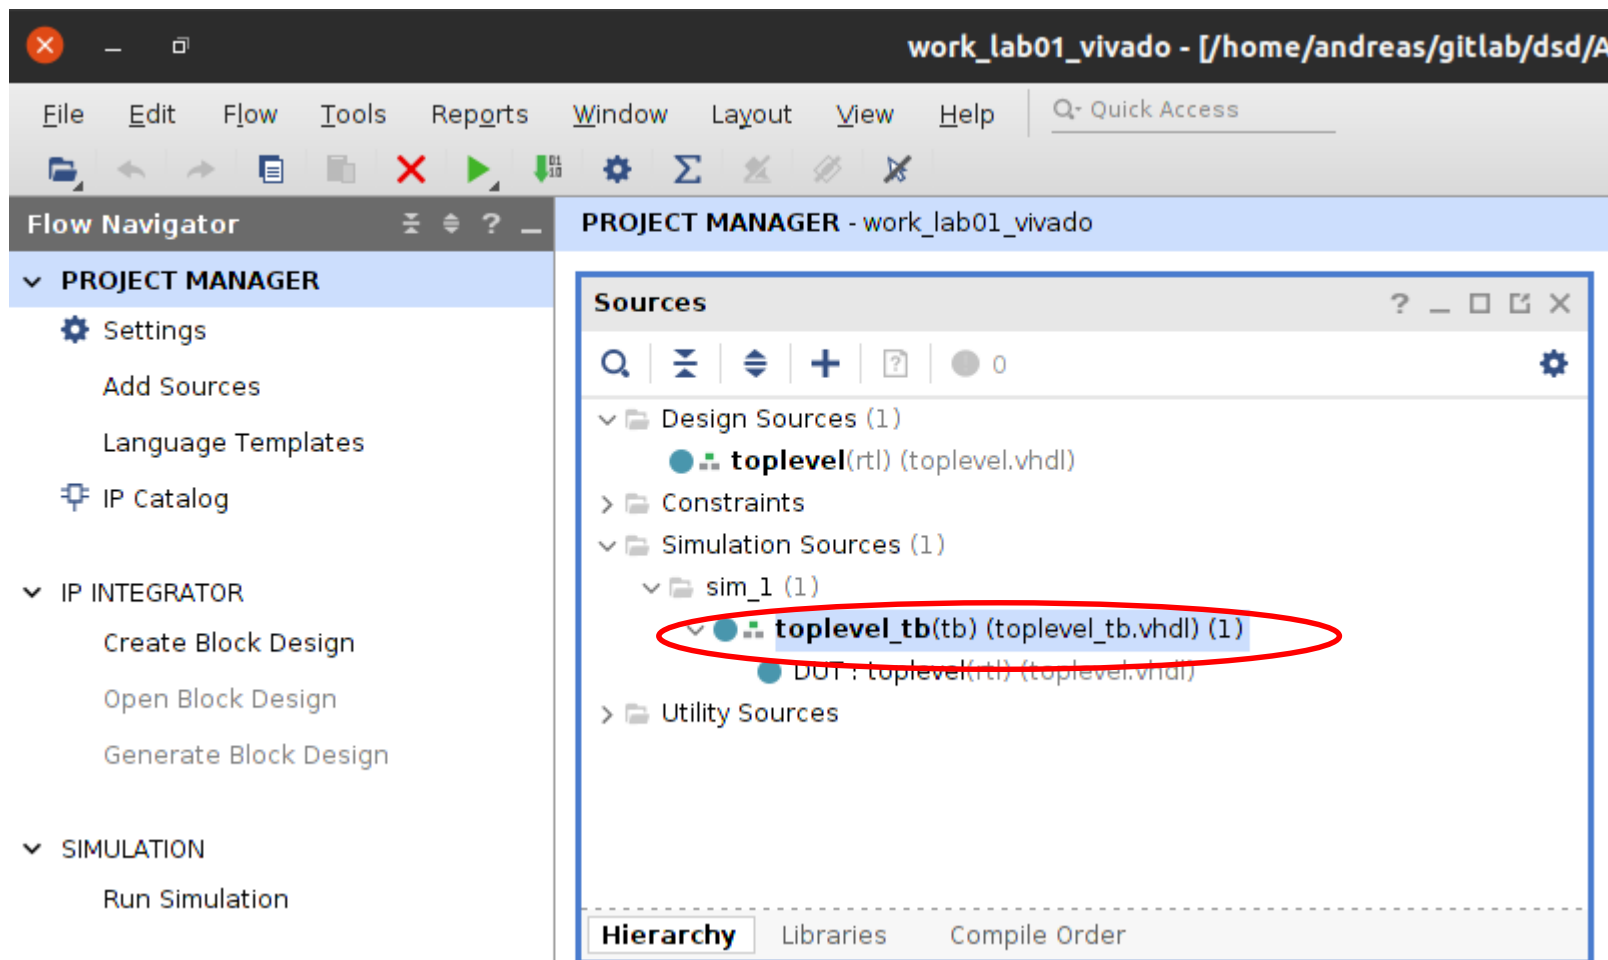 work_lab01_vivado - [/home/andreas/gitlab/dsd/A
File Edit Flow Tools Reports Window Layout View Help Quick Access
Flow Navigator
PROJECT MANAGER - work_lab01_vivado
PROJECT MANAGER
Settings
Add Sources
Language Templates
IP Catalog
IP INTEGRATOR
Create Block Design
Open Block Design
Generate Block Design
SIMULATION
Run Simulation
Sources
0
Design Sources (1)
toplevel(rtl) (toplevel.vhdl)
Constraints
Simulation Sources (1)
sim_1 (1)
toplevel_tb(tb) (toplevel_tb.vhdl) (1)
DUT : toplevel(rtl) (toplevel.vhdl)
Utility Sources
Hierarchy Libraries Compile Order